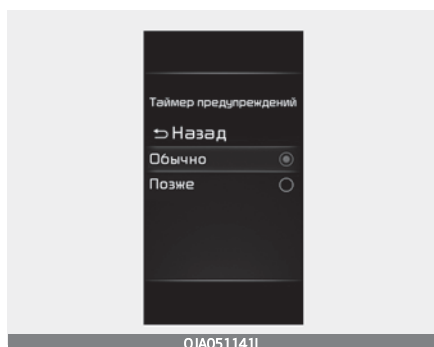 Таймер предупреждений
Назад
Обычно
Позже
OJA051141L